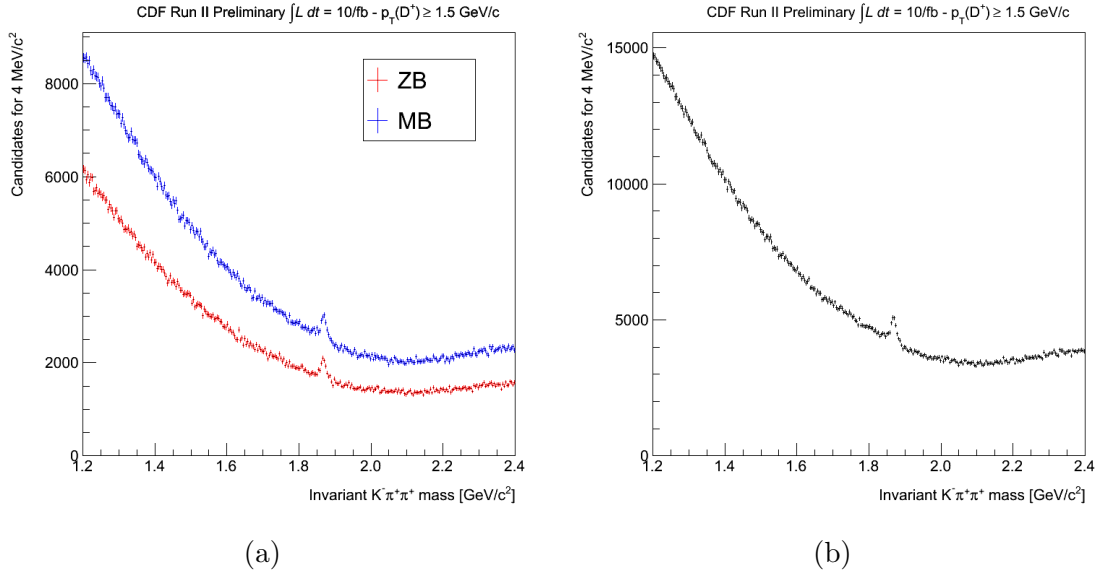 CDF Run II Preliminary ∫L dt = 10/fb - p_T(D⁺) ≥ 1.5 GeV/c
Candidates for 4 MeV/c²
8000
6000
4000
2000
0
ZB
MB
1.2 1.4 1.6 1.8 2.0 2.2 2.4
Invariant K⁻π⁺π⁺ mass [GeV/c²]
(a)
CDF Run II Preliminary ∫L dt = 10/fb - p_T(D⁺) ≥ 1.5 GeV/c
Candidates for 4 MeV/c²
15000
10000
5000
0
1.2 1.4 1.6 1.8 2.0 2.2 2.4
Invariant K⁻π⁺π⁺ mass [GeV/c²]
(b)